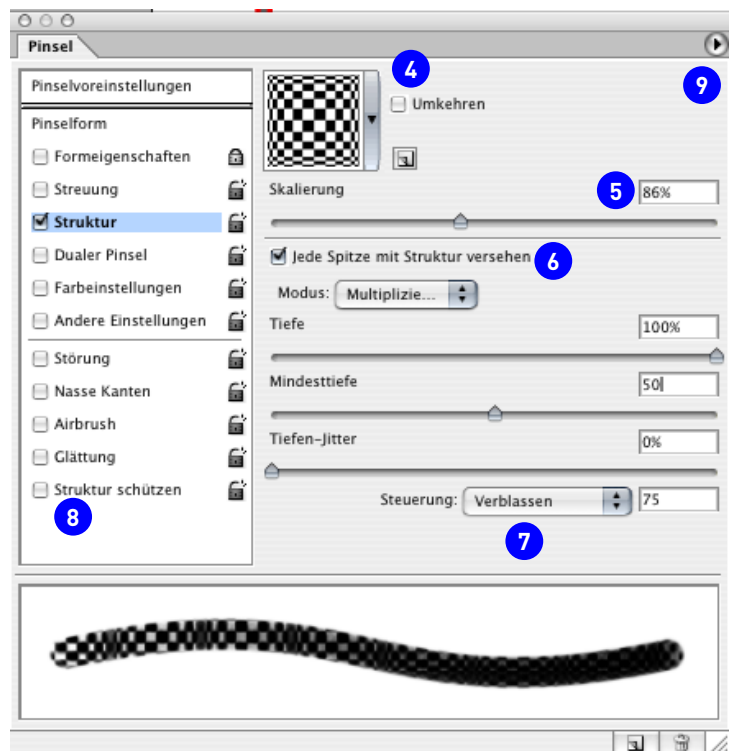 Pinsel
Pinselvoreinstellungen
Pinselform
Formeigenschaften
Streuung
Struktur
Dualer Pinsel
Farbeinstellungen
Andere Einstellungen
Störung
Nasse Kanten
Airbrush
Glättung
Struktur schützen
8
4
9
Umkehren
Skalierung 5 86%
Jede Spitze mit Struktur versehen 6
Modus: Multiplizie...
Tiefe 100%
Mindesttiefe 50
Tiefen-Jitter 0%
Steuerung: Verblassen 75
7